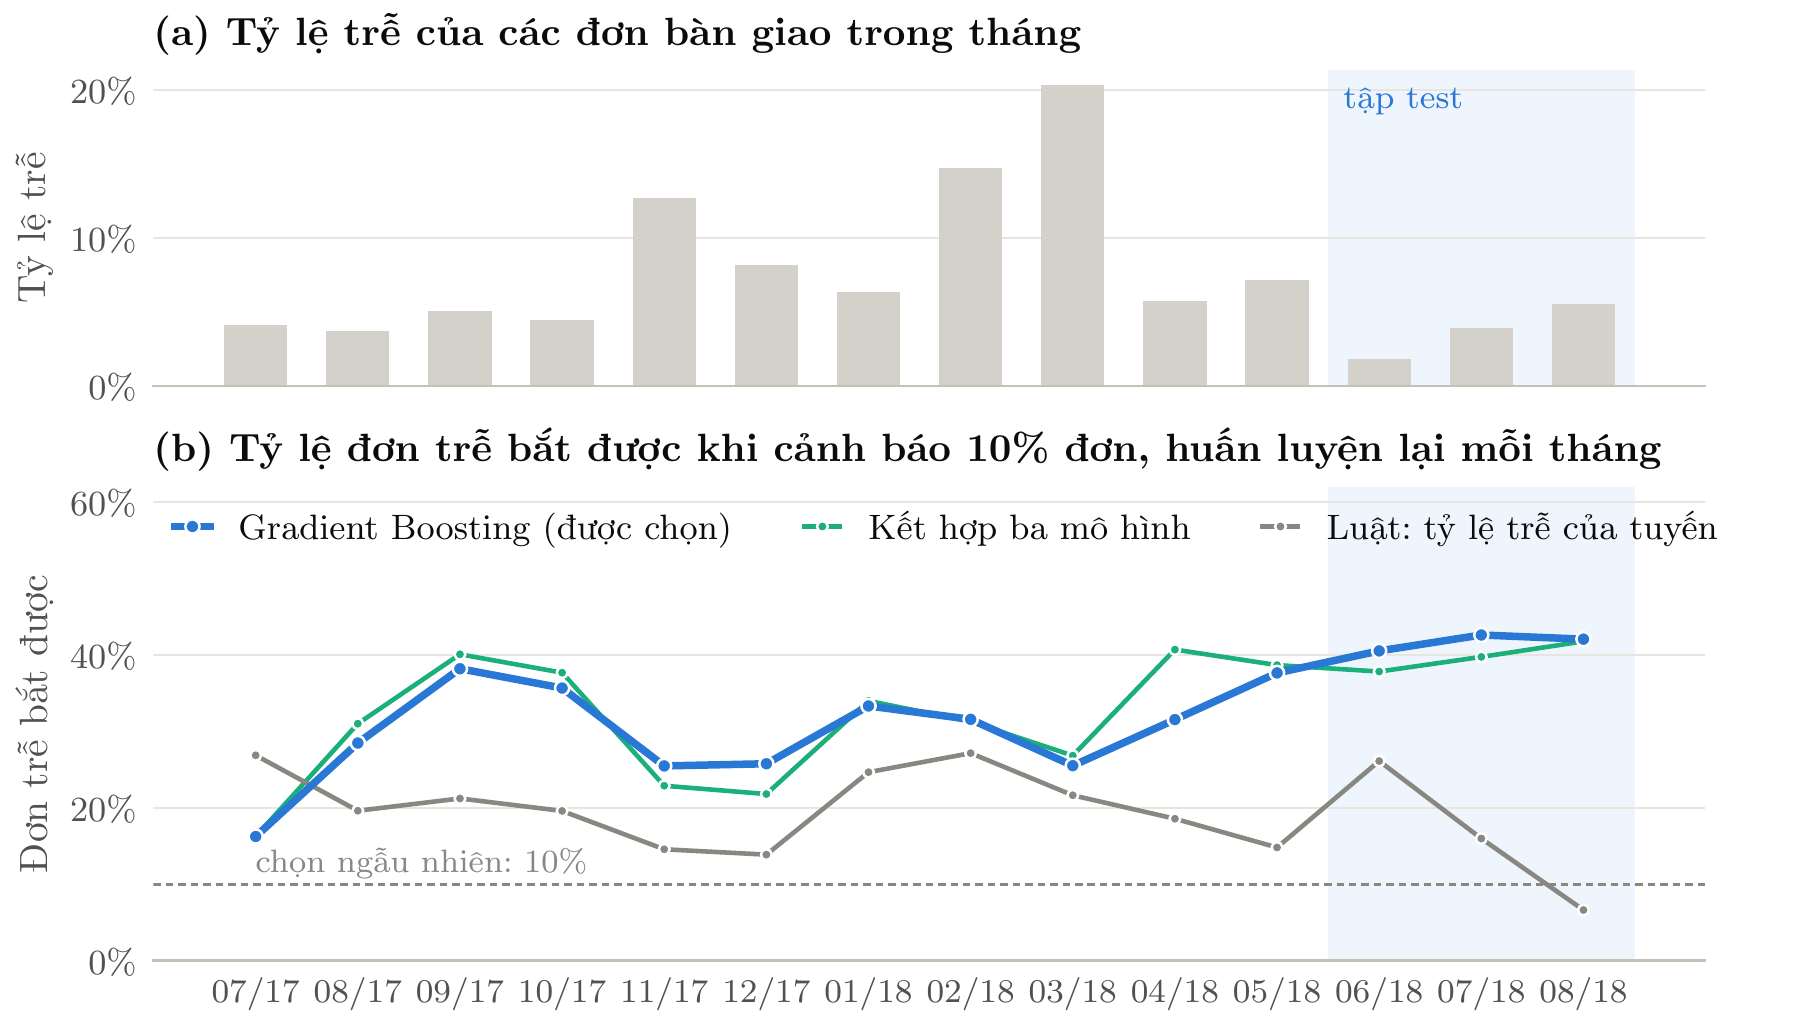 (a) Tỷ lệ trễ của các đơn bàn giao trong tháng
Tỷ lệ trễ
20%
10%
0%
tập test
(b) Tỷ lệ đơn trễ bắt được khi cảnh báo 10% đơn, huấn luyện lại mỗi tháng
Đơn trễ bắt được
60%
40%
20%
0%
Gradient Boosting (được chọn)
Kết hợp ba mô hình
Luật: tỷ lệ trễ của tuyến
chọn ngẫu nhiên: 10%
07/17 08/17 09/17 10/17 11/17 12/17 01/18 02/18 03/18 04/18 05/18 06/18 07/18 08/18